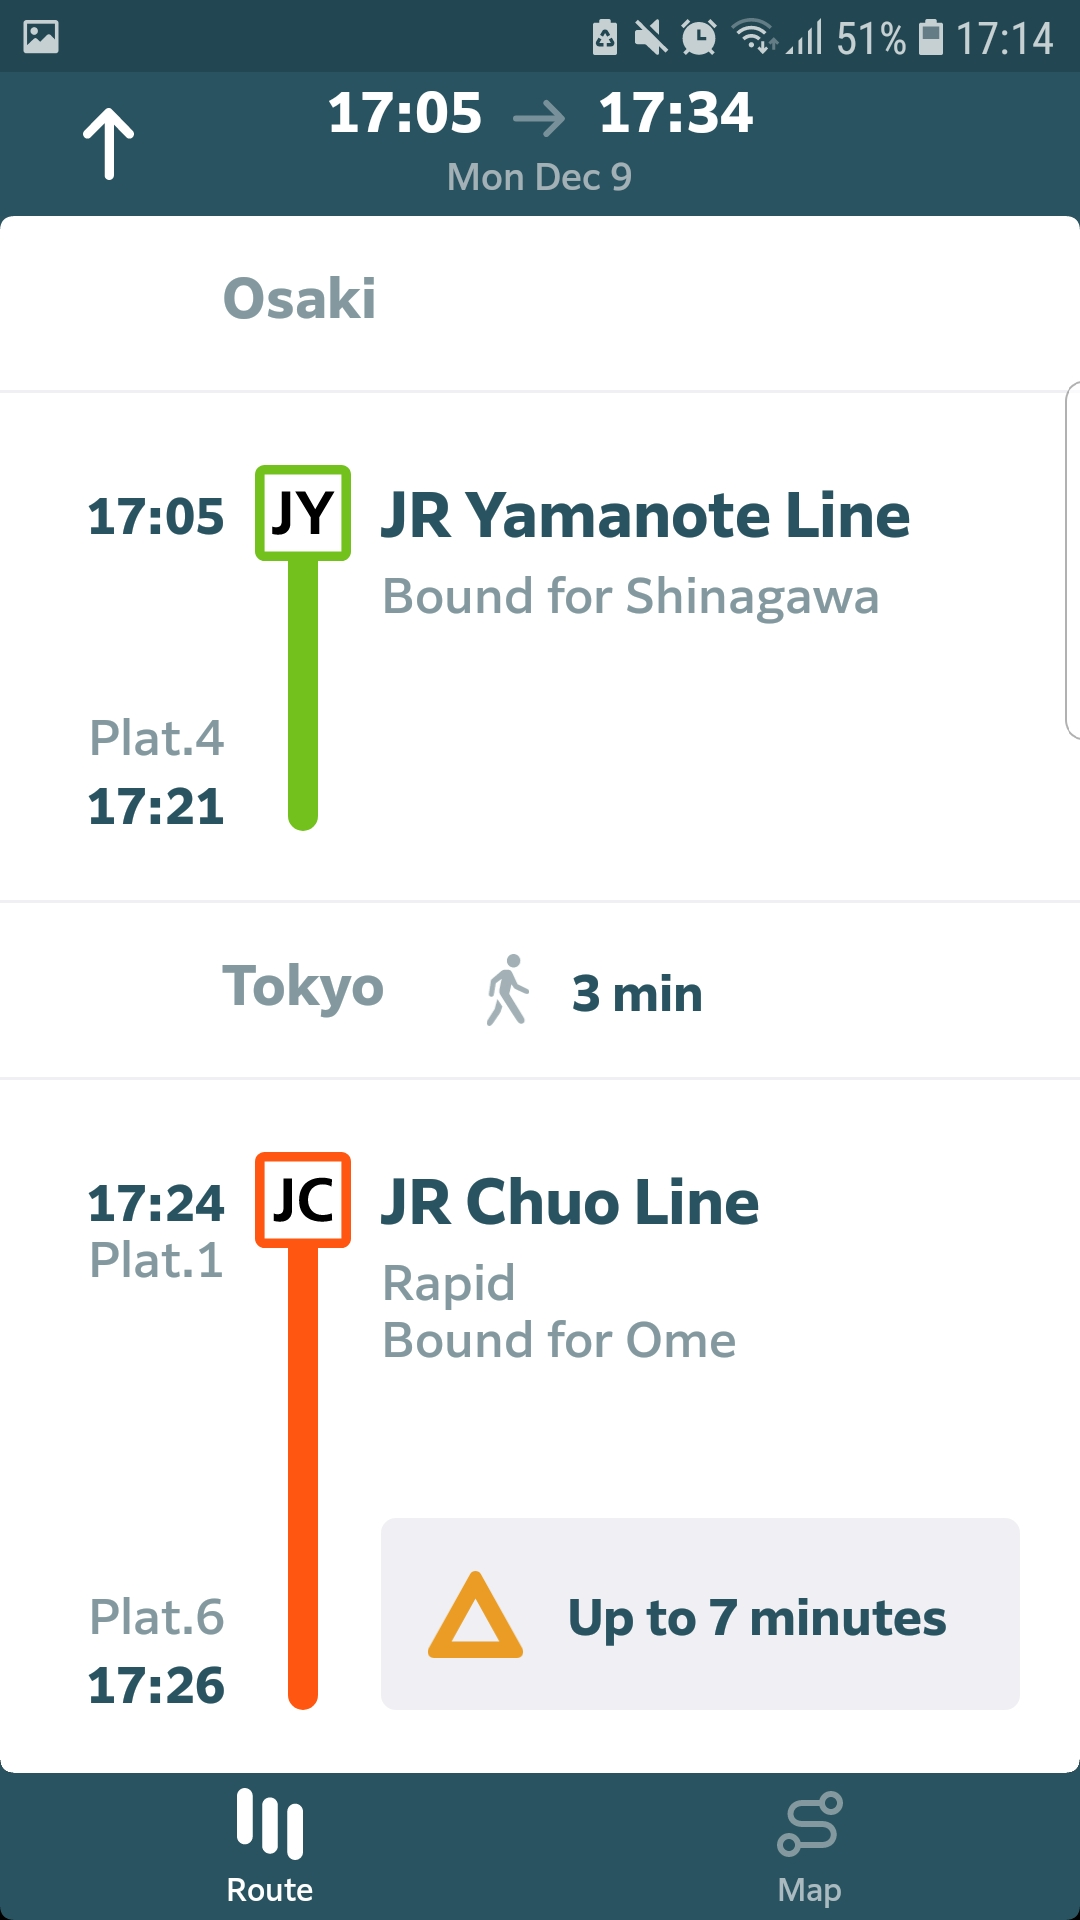 51% 17:14
17:05 → 17:34
Mon Dec 9
Osaki
17:05 JY JR Yamanote Line
Bound for Shinagawa
Plat.4
17:21
Tokyo 3 min
17:24 JC JR Chuo Line
Plat.1
Rapid
Bound for Ome
Plat.6
Up to 7 minutes
17:26
Route Map